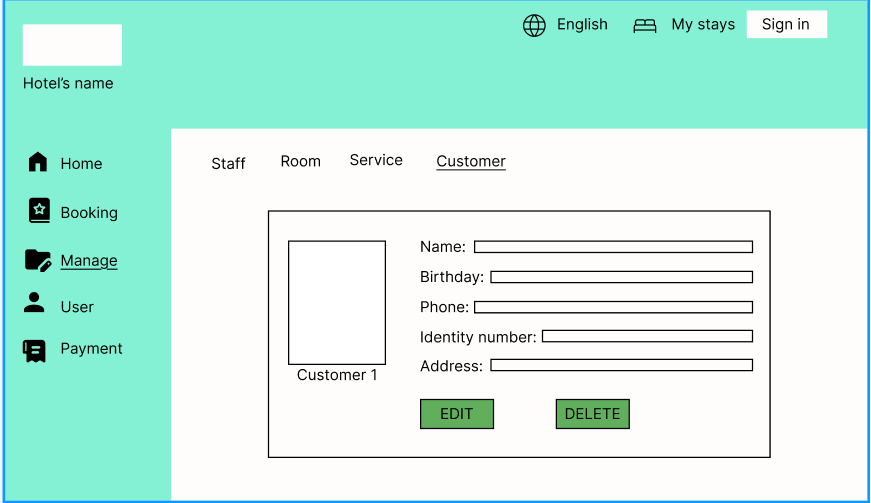 English My stays Sign in
Hotel’s name
Home
Booking
Manage
User
Payment
Staff Room Service Customer
Customer 1
Name:
Birthday:
Phone:
Identity number:
Address:
EDIT DELETE